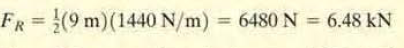 F_R = ½(9 m)(1440 N/m) = 6480 N = 6.48 kN